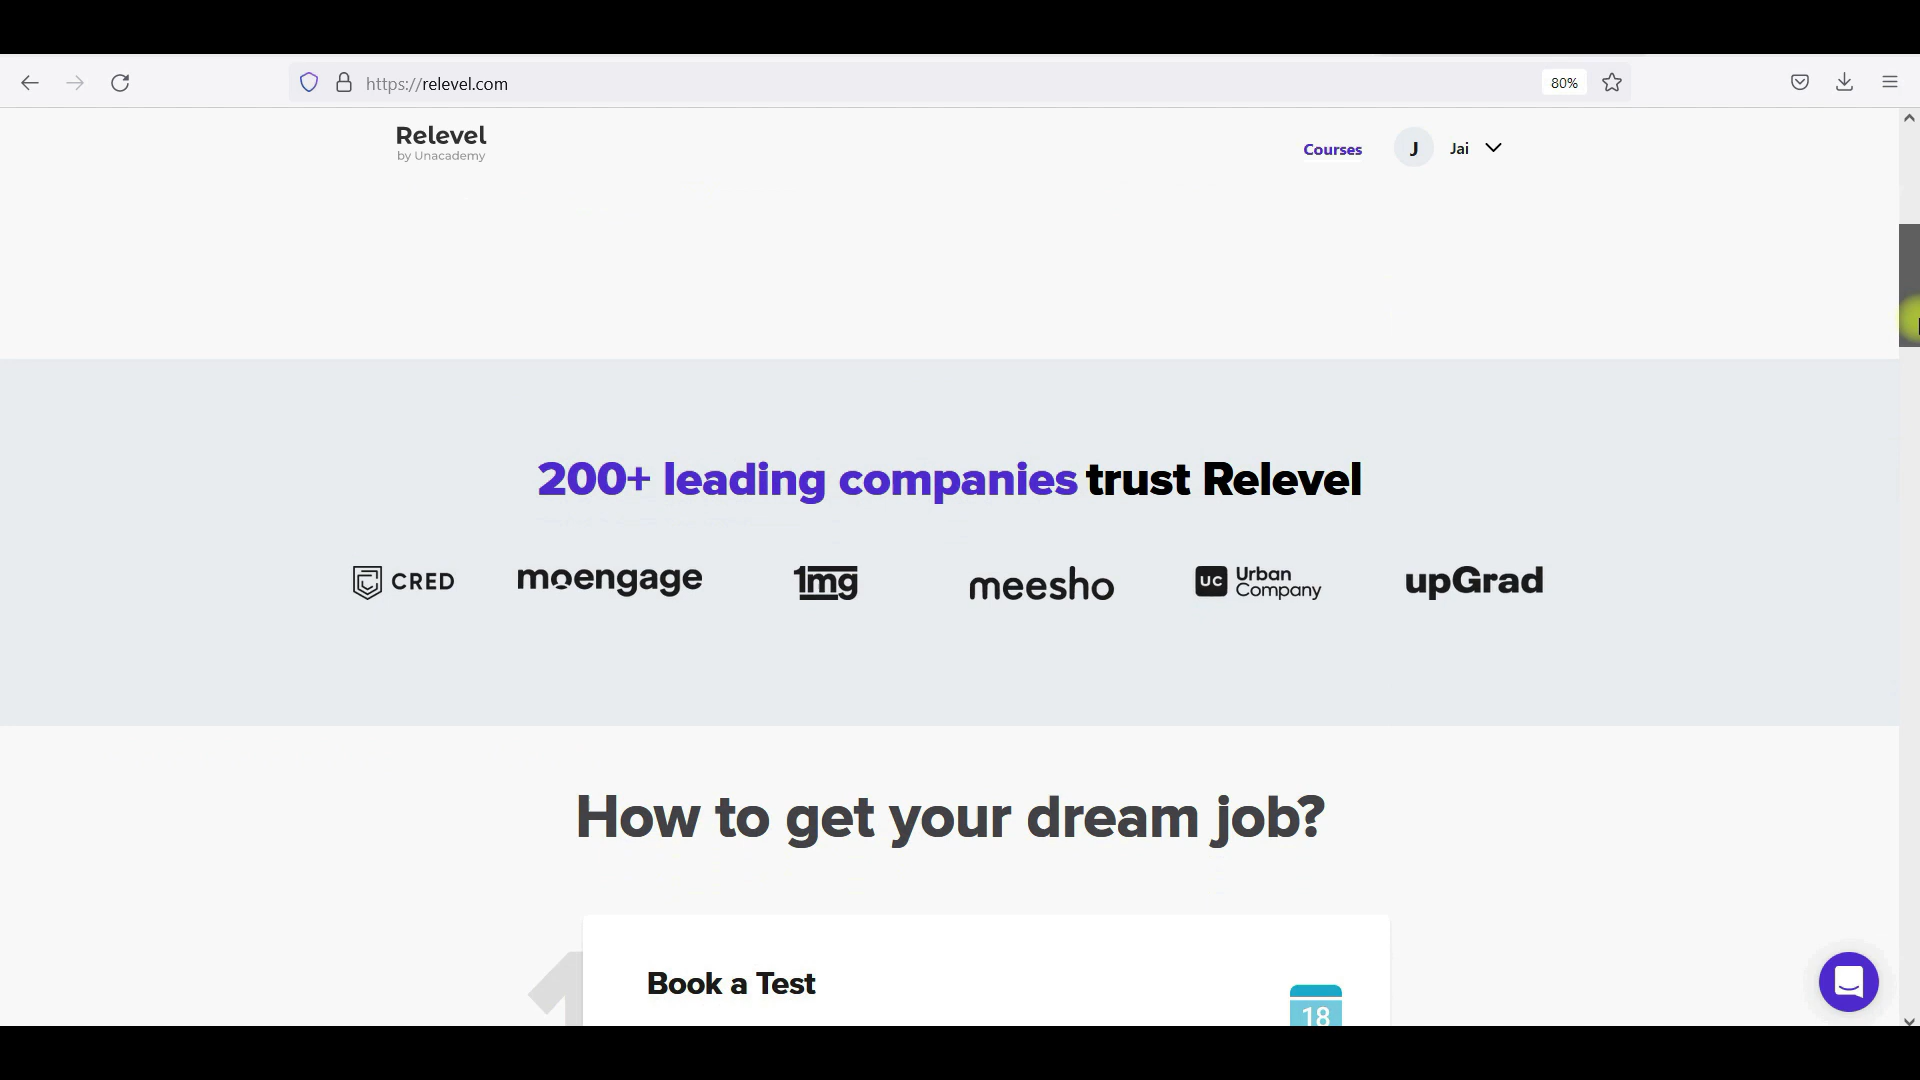 https://relevel.com
80%
Relevel
by Unacademy
Courses
J
Jai
200+ leading companies trust Relevel
CRED
moengage
1mg
meesho
UC
Urban
Company
upGrad
How to get your dream job?
1
Book a Test
18